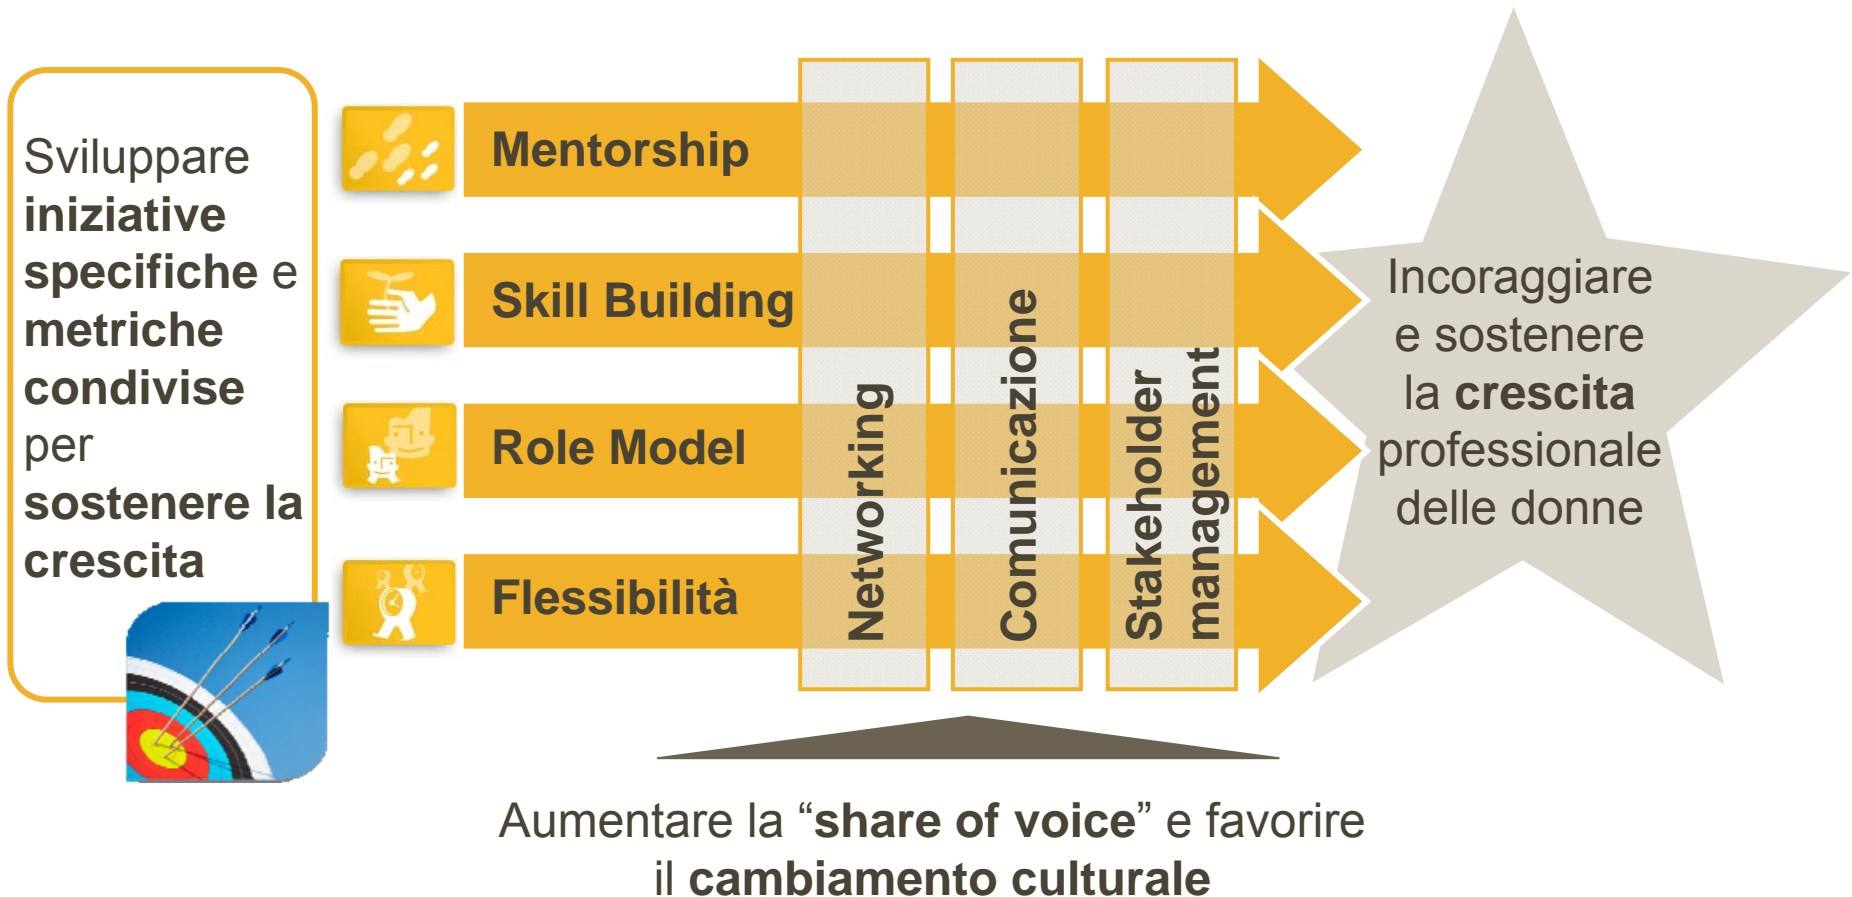 Sviluppare
iniziative
specifiche e
metriche
condivise
per
sostenere la
crescita
Mentorship
Skill Building
Role Model
Flessibilità
Networking
Comunicazione
Stakeholder
management
Incoraggiare
e sostenere
la crescita
professionale
delle donne
Aumentare la “share of voice” e favorire
il cambiamento culturale